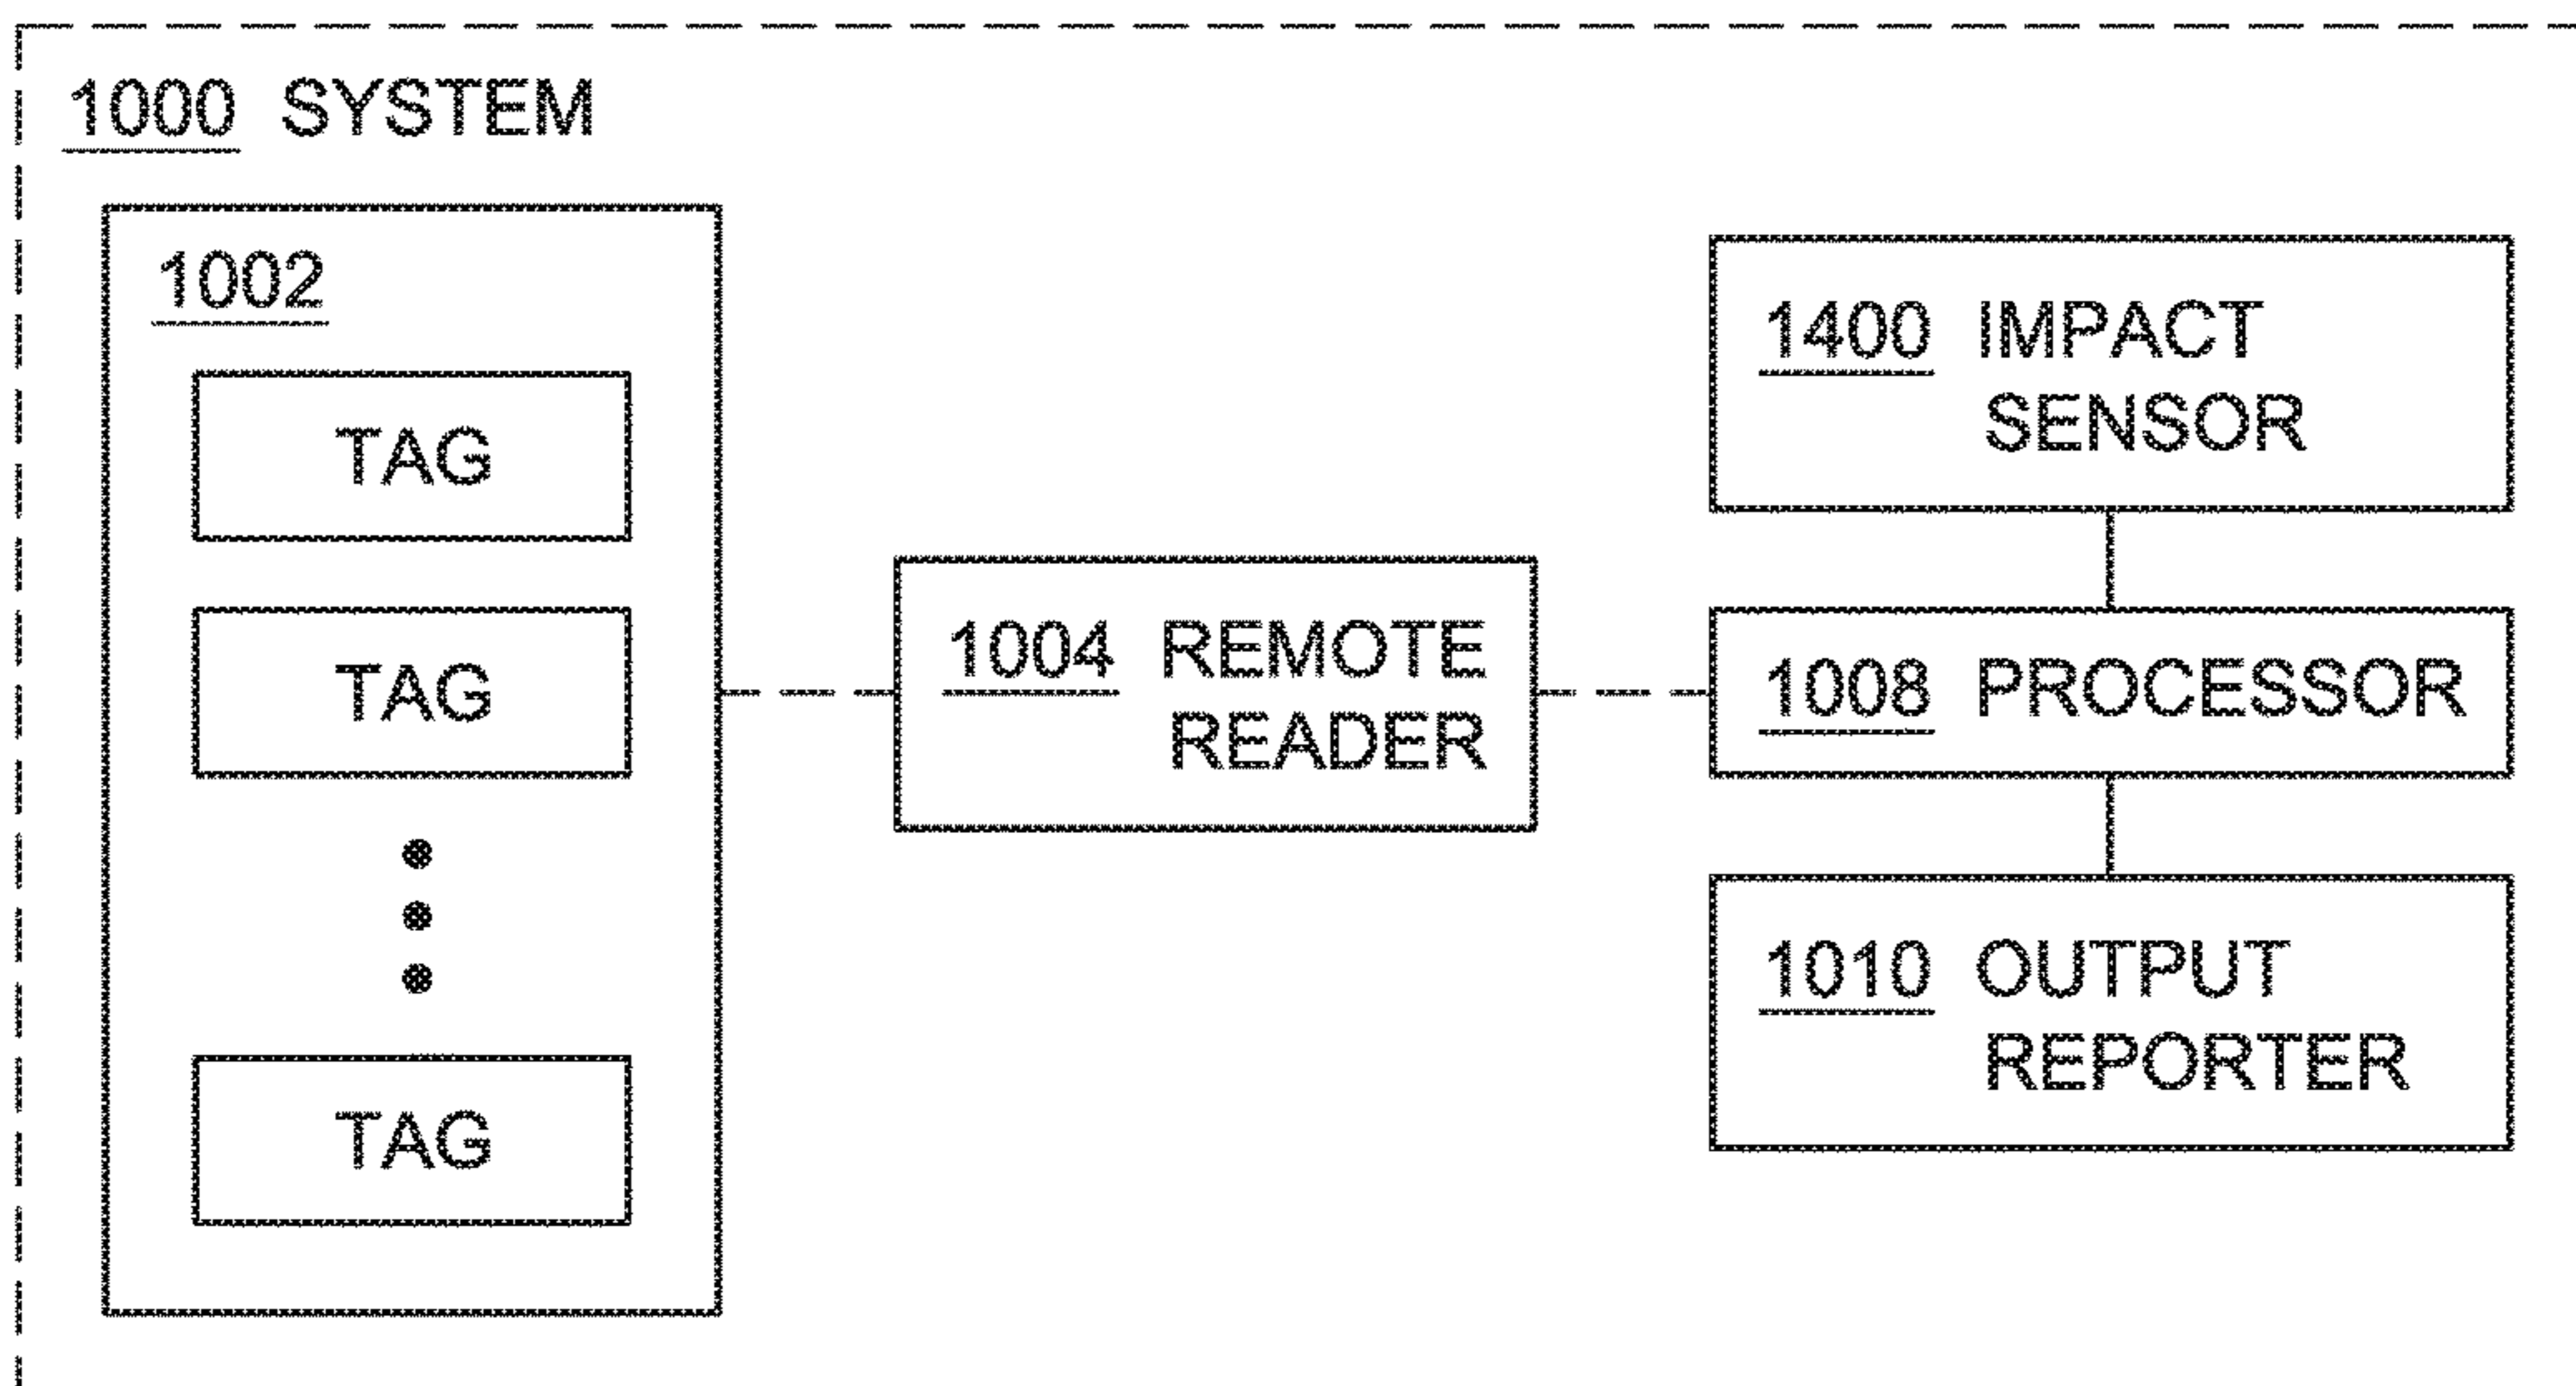 1000 SYSTEM
1002
TAG
TAG
TAG
1004 REMOTE
READER
1400 IMPACT
SENSOR
1008 PROCESSOR
1010 OUTPUT
REPORTER